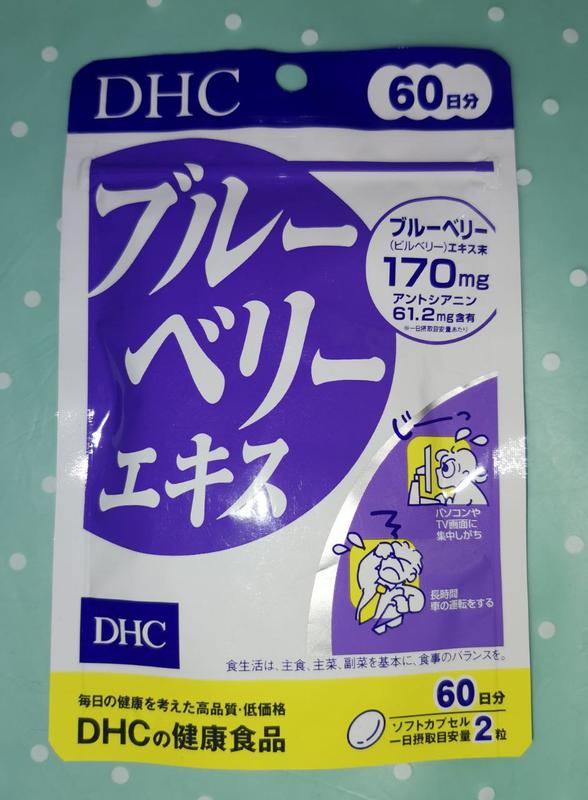 DHC
60日分
ブルーベリーエキス
ブルーベリー
(ビルベリー)エキス末
170mg
アントシアニン
61.2mg含有
※一日摂取目安量あたり
じーっ
パソコンや
TV画面に
集中しがち
長時間
車の運転をする
DHC
食生活は、主食、主菜、副菜を基本に、食事のバランスを。
毎日の健康を考えた高品質・低価格
DHCの健康食品
60日分
ソフトカプセル
一日摂取目安量2粒